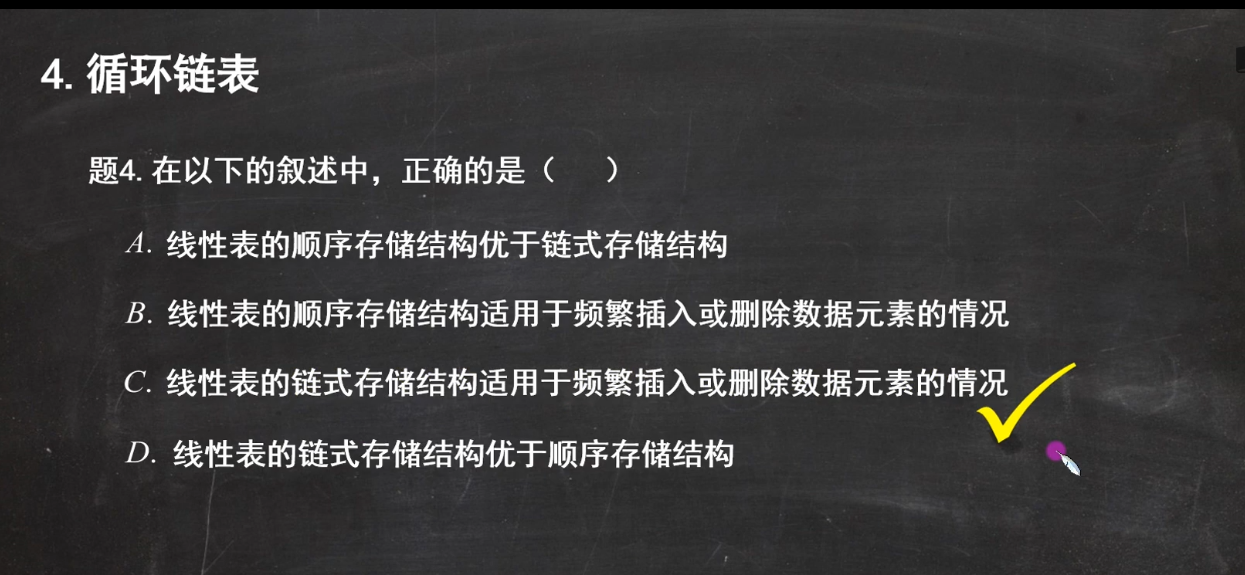 4. 循环链表
题4. 在以下的叙述中，正确的是（ ）
A. 线性表的顺序存储结构优于链式存储结构
B. 线性表的顺序存储结构适用于频繁插入或删除数据元素的情况
C. 线性表的链式存储结构适用于频繁插入或删除数据元素的情况
D. 线性表的链式存储结构优于顺序存储结构